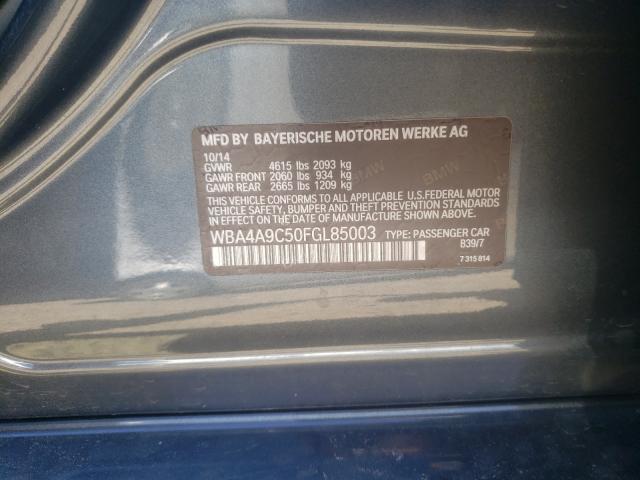 MFD BY BAYERISCHE MOTOREN WERKE AG
10/14
GVWR 4615 lbs 2093 kg
GAWR FRONT 2060 lbs 934 kg
GAWR REAR 2665 lbs 1209 kg
THIS VEHICLE CONFORMS TO ALL APPLICABLE U.S.FEDERAL MOTOR
VEHICLE SAFETY, BUMPER, AND THEFT PREVENTION STANDARDS
IN EFFECT ON THE DATE OF MANUFACTURE SHOWN ABOVE.
WBA4A9C50FGL85003 TYPE: PASSENGER CAR
B39/7
7 315 814
BMW